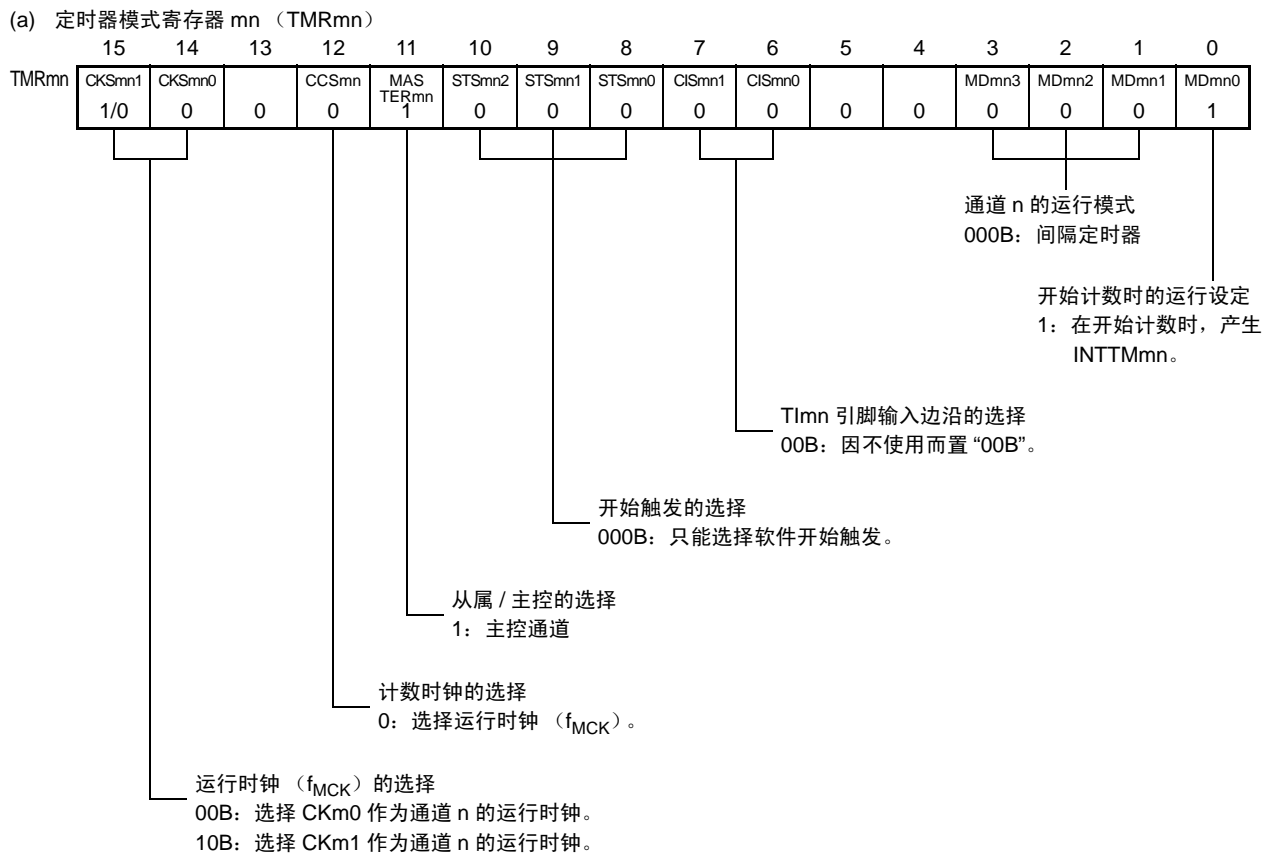 (a) 定时器模式寄存器 mn （TMRmn）
15 14 13 12 11 10 9 8 7 6 5 4 3 2 1 0
TMRmn CKSmn1 CKSmn0 CCSmn MAS TERmn STSmn2 STSmn1 STSmn0 CISmn1 CISmn0 MDmn3 MDmn2 MDmn1 MDmn0
1/0 0 0 0 1 0 0 0 0 0 0 0 0 0 0 1
通道 n 的运行模式
000B：间隔定时器
开始计数时的运行设定
1：在开始计数时，产生
INTTMmn。
TImn 引脚输入边沿的选择
00B：因不使用而置 “00B”。
开始触发的选择
000B：只能选择软件开始触发。
从属 / 主控的选择
1：主控通道
计数时钟的选择
0：选择运行时钟 （fMCK）。
运行时钟 （fMCK）的选择
00B：选择 CKm0 作为通道 n 的运行时钟。
10B：选择 CKm1 作为通道 n 的运行时钟。